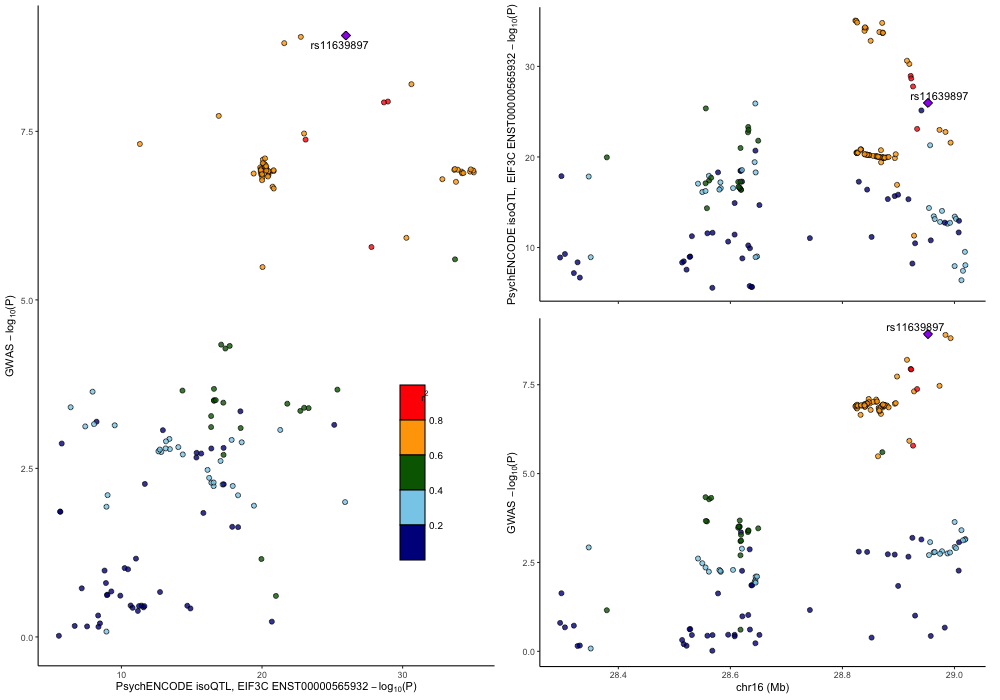 GWAS − log10(P)
7.5
5.0
2.5
0.0
rs11639897
r2
0.8
0.6
0.4
0.2
10
20
30
PsychENCODE isoQTL, EIF3C ENST00000565932 − log10(P)
PsychENCODE isoQTL, EIF3C ENST00000565932 − log10(P)
30
20
10
rs11639897
GWAS − log10(P)
7.5
5.0
2.5
0.0
rs11639897
28.4
28.6
28.8
29.0
chr16 (Mb)